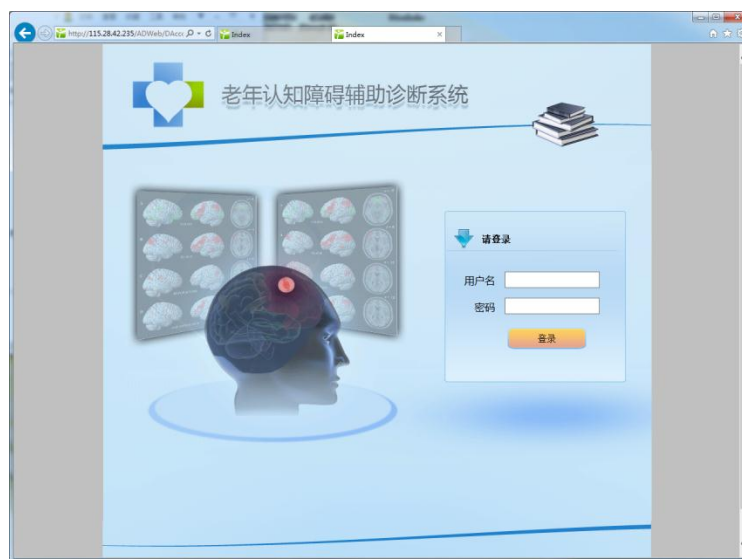 http://115.28.42.235/ADWeb/DAcco
Index
Index
老年认知障碍辅助诊断系统
请登录
用户名
密码
登录